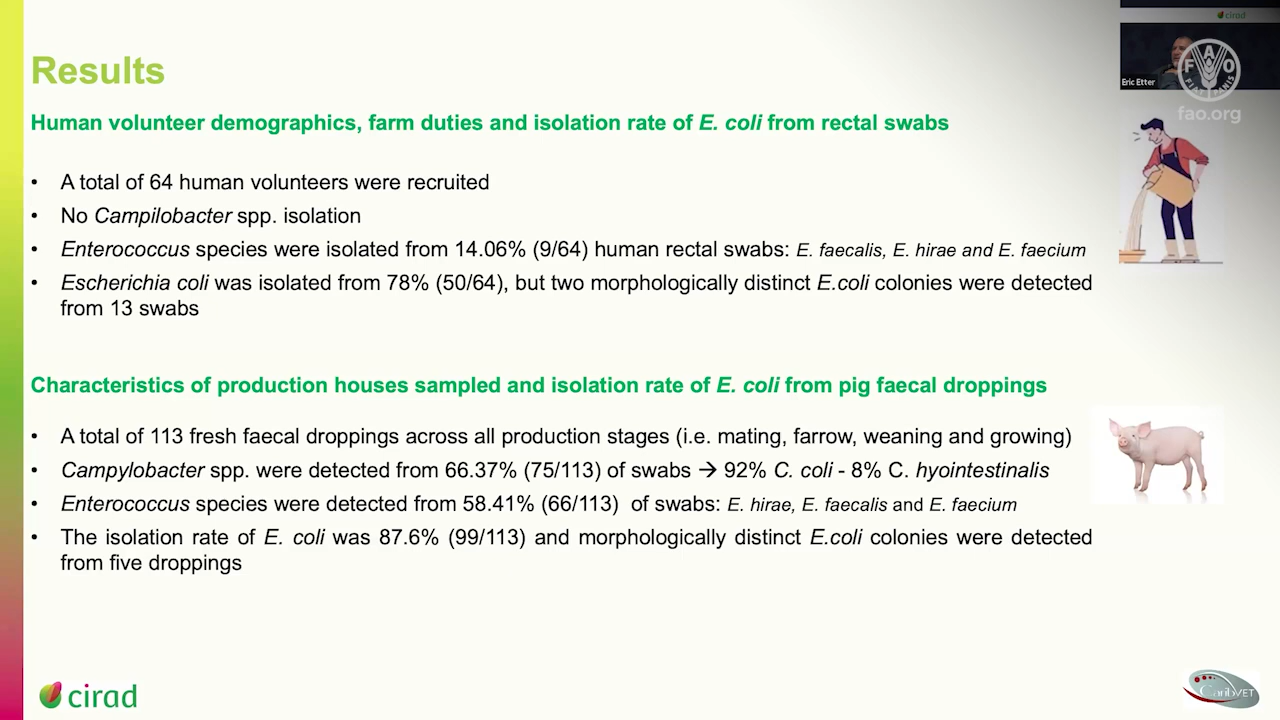 cirad
Eric Etter
F A O
FIAT PANIS
fao.org
Results
Human volunteer demographics, farm duties and isolation rate of E. coli from rectal swabs
• A total of 64 human volunteers were recruited
• No Campilobacter spp. isolation
• Enterococcus species were isolated from 14.06% (9/64) human rectal swabs: E. faecalis, E. hirae and E. faecium
• Escherichia coli was isolated from 78% (50/64), but two morphologically distinct E.coli colonies were detected
from 13 swabs
Characteristics of production houses sampled and isolation rate of E. coli from pig faecal droppings
• A total of 113 fresh faecal droppings across all production stages (i.e. mating, farrow, weaning and growing)
• Campylobacter spp. were detected from 66.37% (75/113) of swabs → 92% C. coli - 8% C. hyointestinalis
• Enterococcus species were detected from 58.41% (66/113) of swabs: E. hirae, E. faecalis and E. faecium
• The isolation rate of E. coli was 87.6% (99/113) and morphologically distinct E.coli colonies were detected
from five droppings
cirad
CaribVET